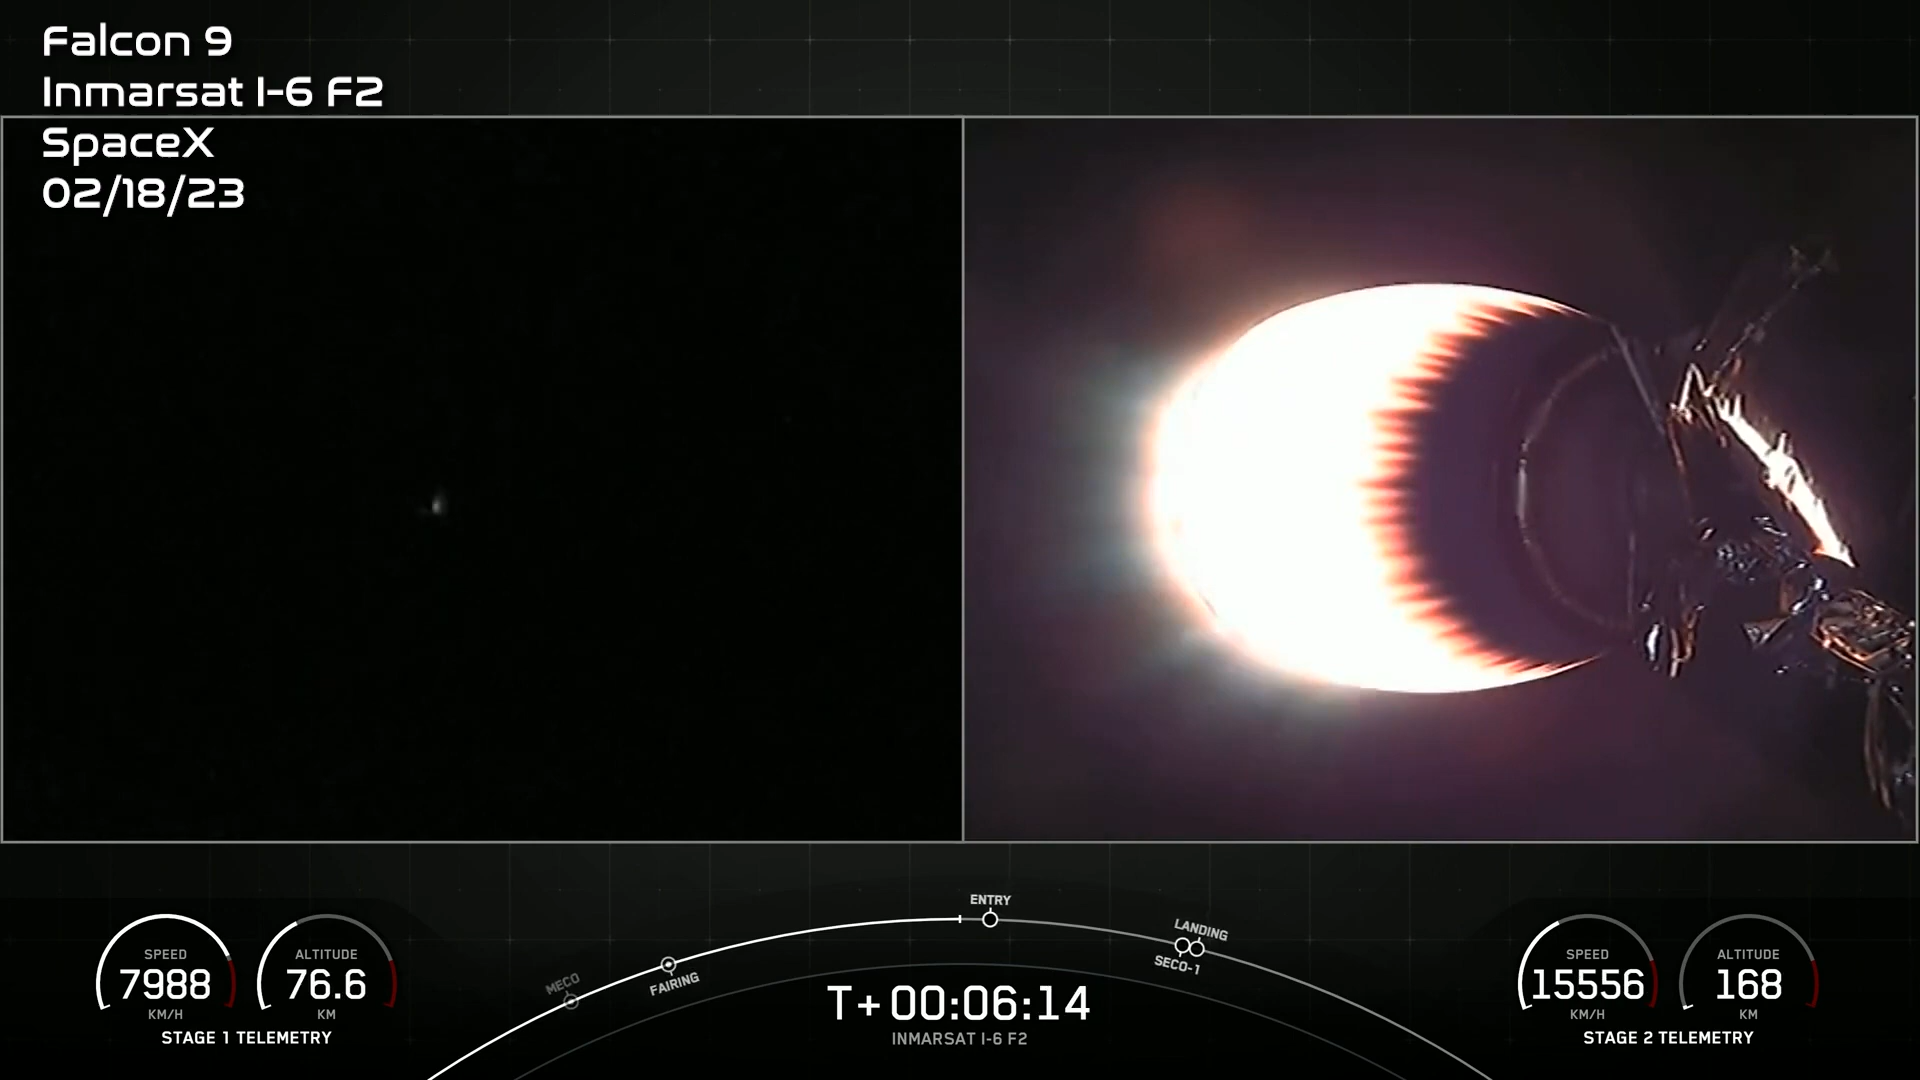 Falcon 9
Inmarsat I-6 F2
SpaceX
02/18/23
SPEED
7988
KM/H
ALTITUDE
76.6
KM
STAGE 1 TELEMETRY
MECO
FAIRING
ENTRY
LANDING
SECO-1
T+00:06:14
INMARSAT I-6 F2
SPEED
15556
KM/H
ALTITUDE
168
KM
STAGE 2 TELEMETRY